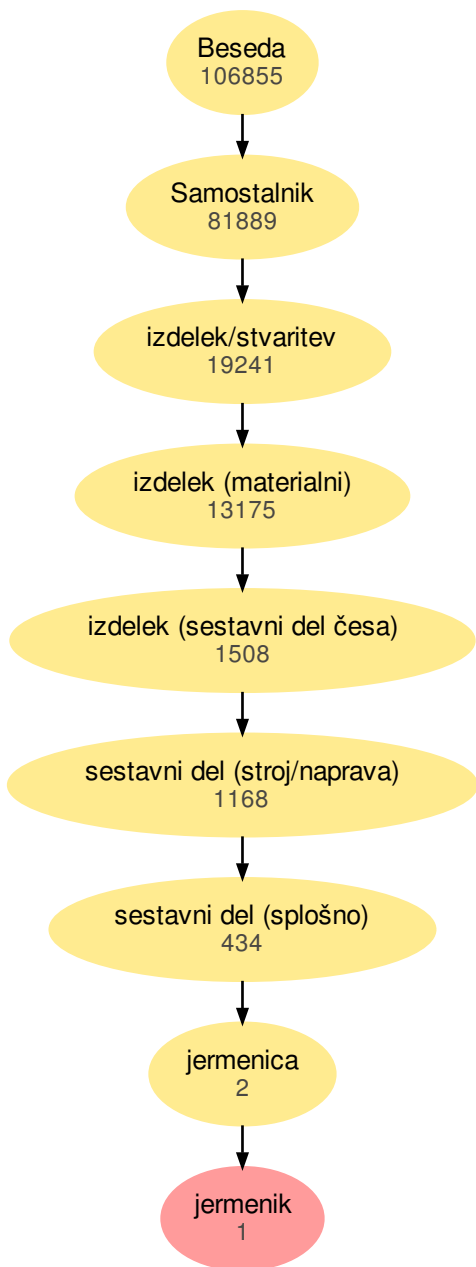 Beseda
106855
Samostalnik
81889
izdelek/stvaritev
19241
izdelek (materialni)
13175
izdelek (sestavni del česa)
1508
sestavni del (stroj/naprava)
1168
sestavni del (splošno)
434
jermenica
2
jermenik
1